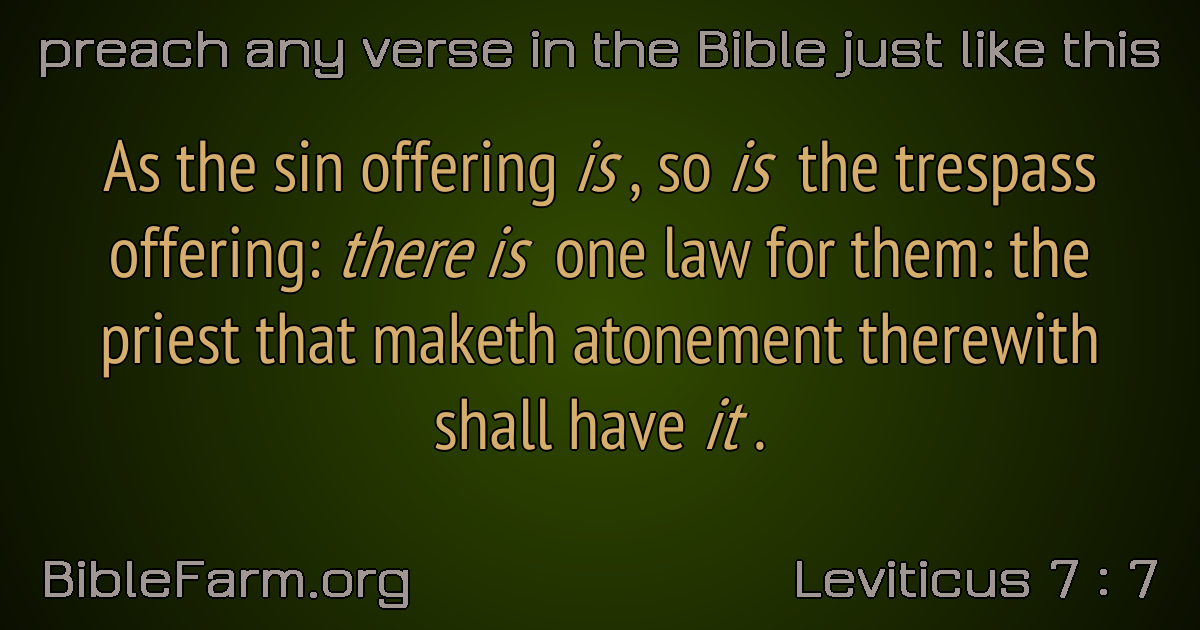 preach any verse in the Bible just like this
As the sin offering is , so is the trespass
offering: there is one law for them: the
priest that maketh atonement therewith
shall have it .
BibleFarm.org
Leviticus 7 : 7